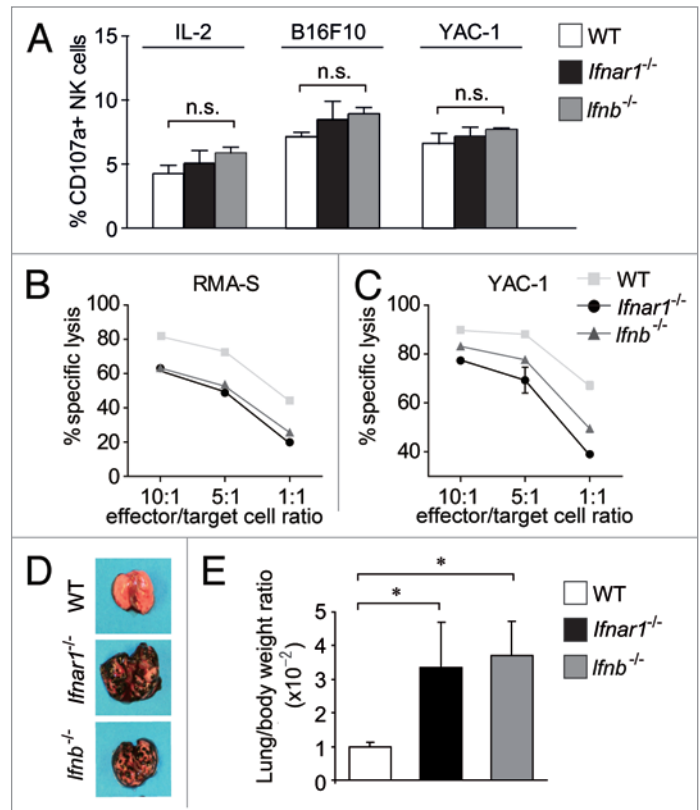 A
IL-2 B16F10 YAC-1
WT
Ifnar1⁻/⁻
Ifnb⁻/⁻
% CD107a+ NK cells
15
10
5
0
n.s. n.s. n.s.
B
RMA-S
% specific lysis
100
80
60
40
20
0
10:1 5:1 1:1
effector/target cell ratio
C
YAC-1
WT
Ifnar1⁻/⁻
Ifnb⁻/⁻
% specific lysis
100
80
60
40
10:1 5:1 1:1
effector/target cell ratio
D
WT
Ifnar1⁻/⁻
Ifnb⁻/⁻
E
Lung/body weight ratio
(x10⁻²)
5
4
3
2
1
0
*
*
WT
Ifnar1⁻/⁻
Ifnb⁻/⁻